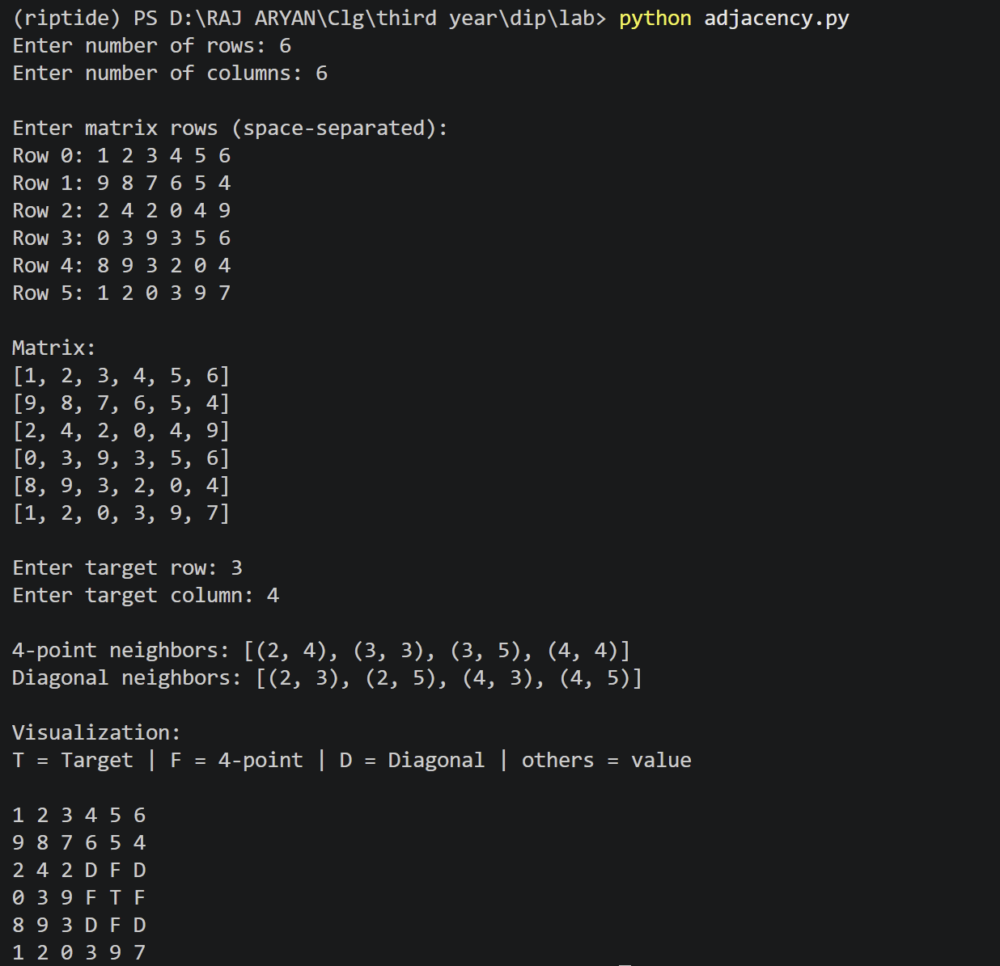 (riptide) PS D:\RAJ ARYAN\Clg\third year\dip\lab> python adjacency.py
Enter number of rows: 6
Enter number of columns: 6
Enter matrix rows (space-separated):
Row 0: 1 2 3 4 5 6
Row 1: 9 8 7 6 5 4
Row 2: 2 4 2 0 4 9
Row 3: 0 3 9 3 5 6
Row 4: 8 9 3 2 0 4
Row 5: 1 2 0 3 9 7
Matrix:
[1, 2, 3, 4, 5, 6]
[9, 8, 7, 6, 5, 4]
[2, 4, 2, 0, 4, 9]
[0, 3, 9, 3, 5, 6]
[8, 9, 3, 2, 0, 4]
[1, 2, 0, 3, 9, 7]
Enter target row: 3
Enter target column: 4
4-point neighbors: [(2, 4), (3, 3), (3, 5), (4, 4)]
Diagonal neighbors: [(2, 3), (2, 5), (4, 3), (4, 5)]
Visualization:
T = Target | F = 4-point | D = Diagonal | others = value
1 2 3 4 5 6
9 8 7 6 5 4
2 4 2 D F D
0 3 9 F T F
8 9 3 D F D
1 2 0 3 9 7